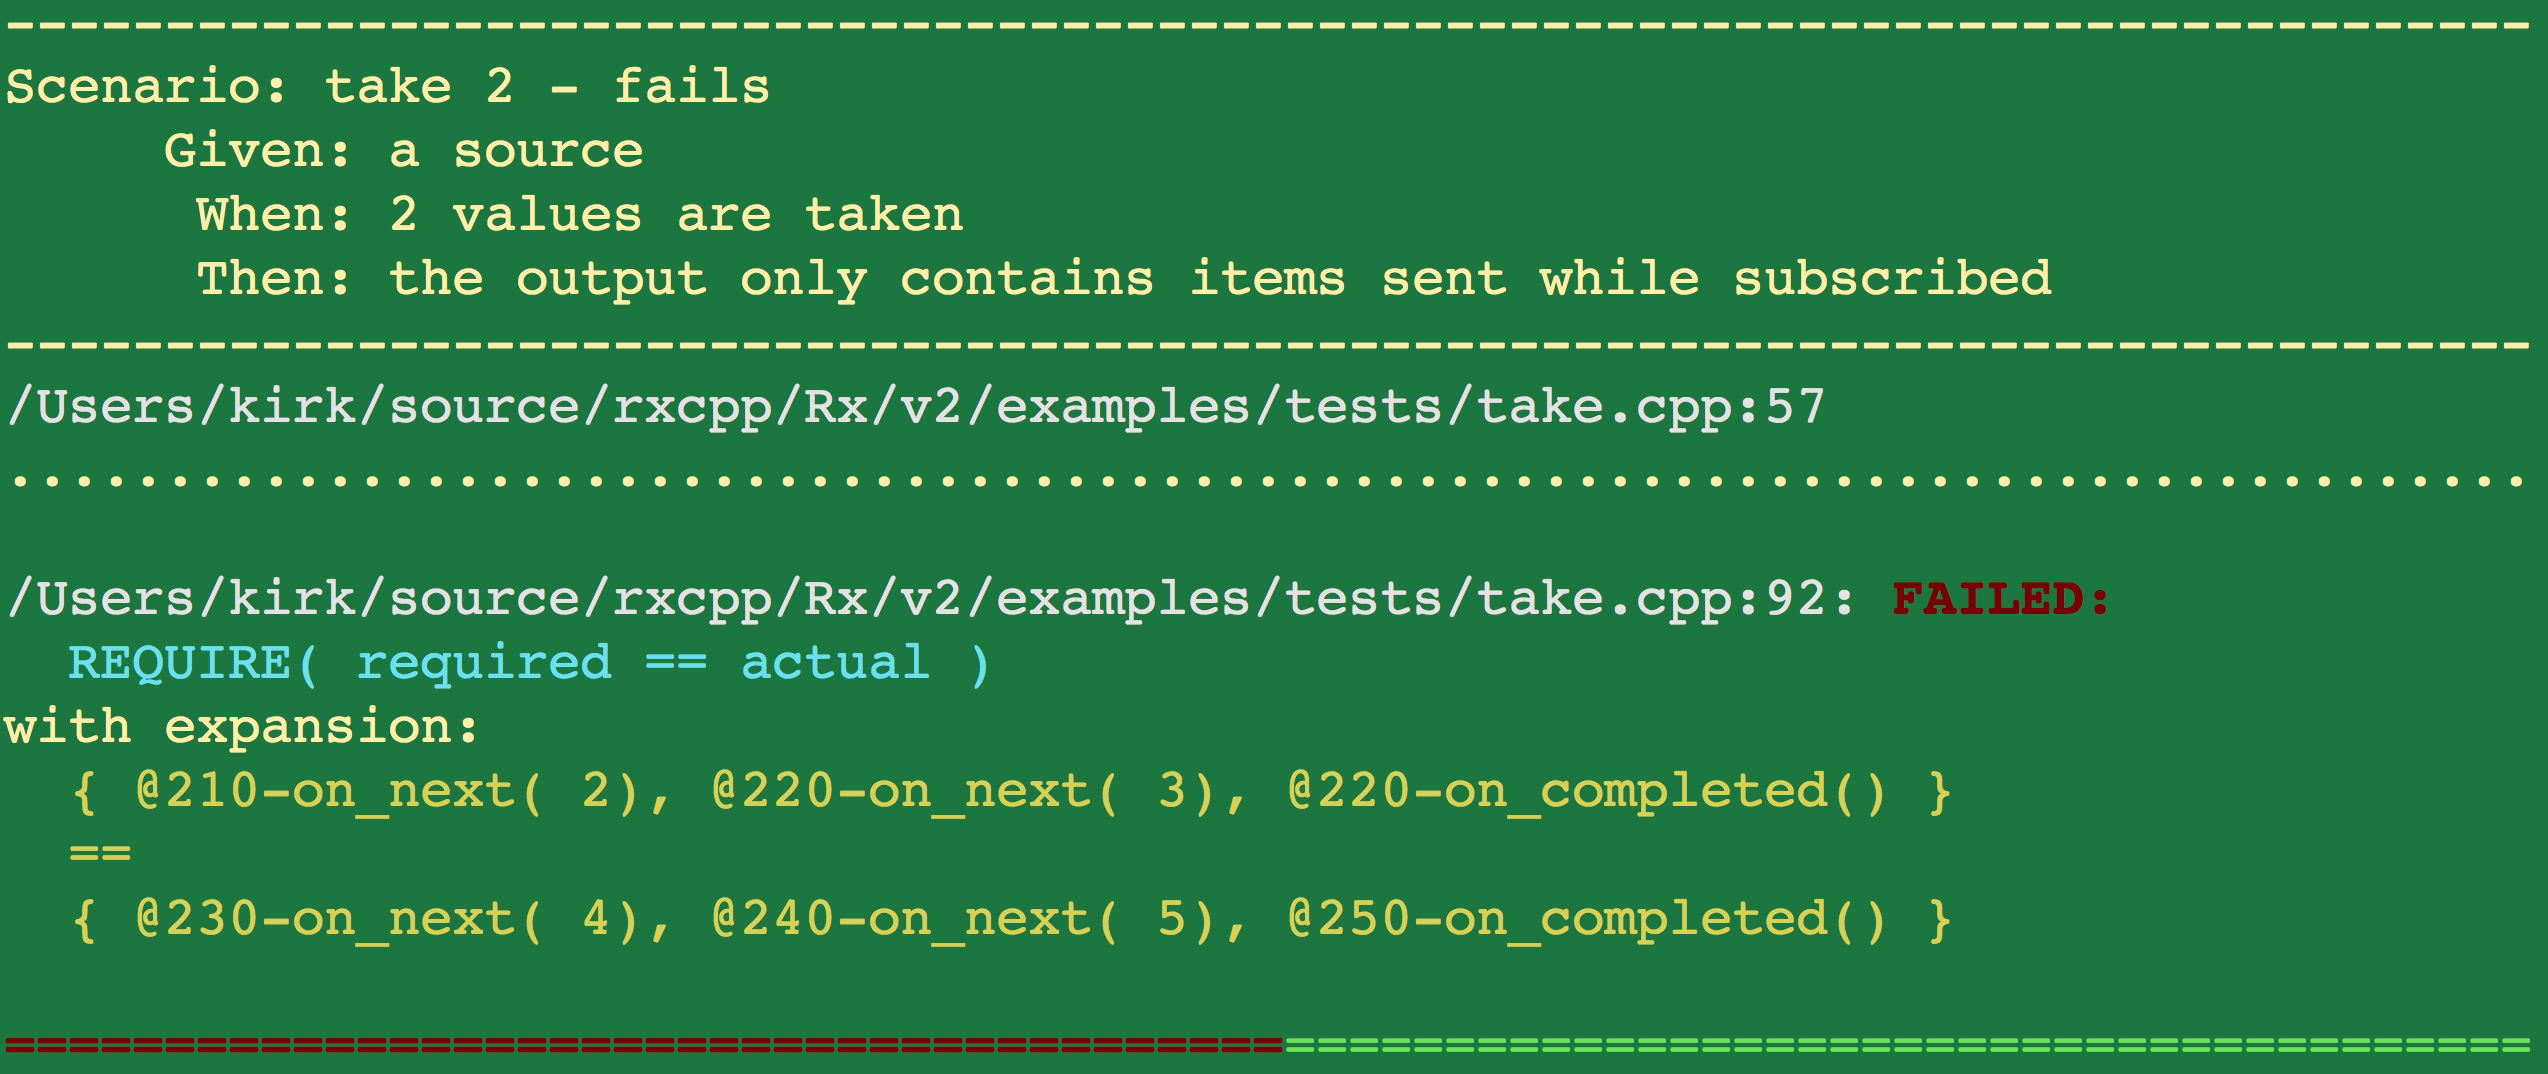 -------------------------------------------------------------------------------
Scenario: take 2 - fails
     Given: a source
      When: 2 values are taken
      Then: the output only contains items sent while subscribed
-------------------------------------------------------------------------------
/Users/kirk/source/rxcpp/Rx/v2/examples/tests/take.cpp:57
...............................................................................
/Users/kirk/source/rxcpp/Rx/v2/examples/tests/take.cpp:92: FAILED:
  REQUIRE( required == actual )
with expansion:
  { @210-on_next( 2), @220-on_next( 3), @220-on_completed() }
  ==
  { @230-on_next( 4), @240-on_next( 5), @250-on_completed() }
===============================================================================